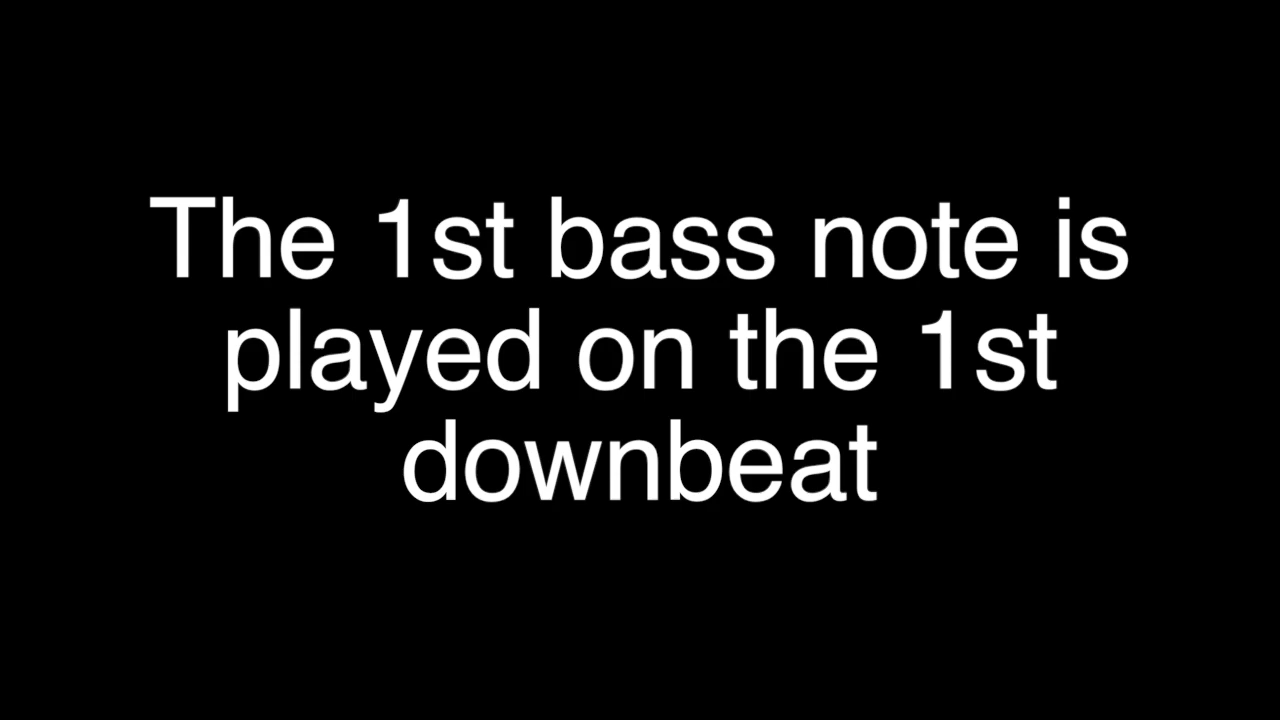 The 1st bass note is
played on the 1st
downbeat